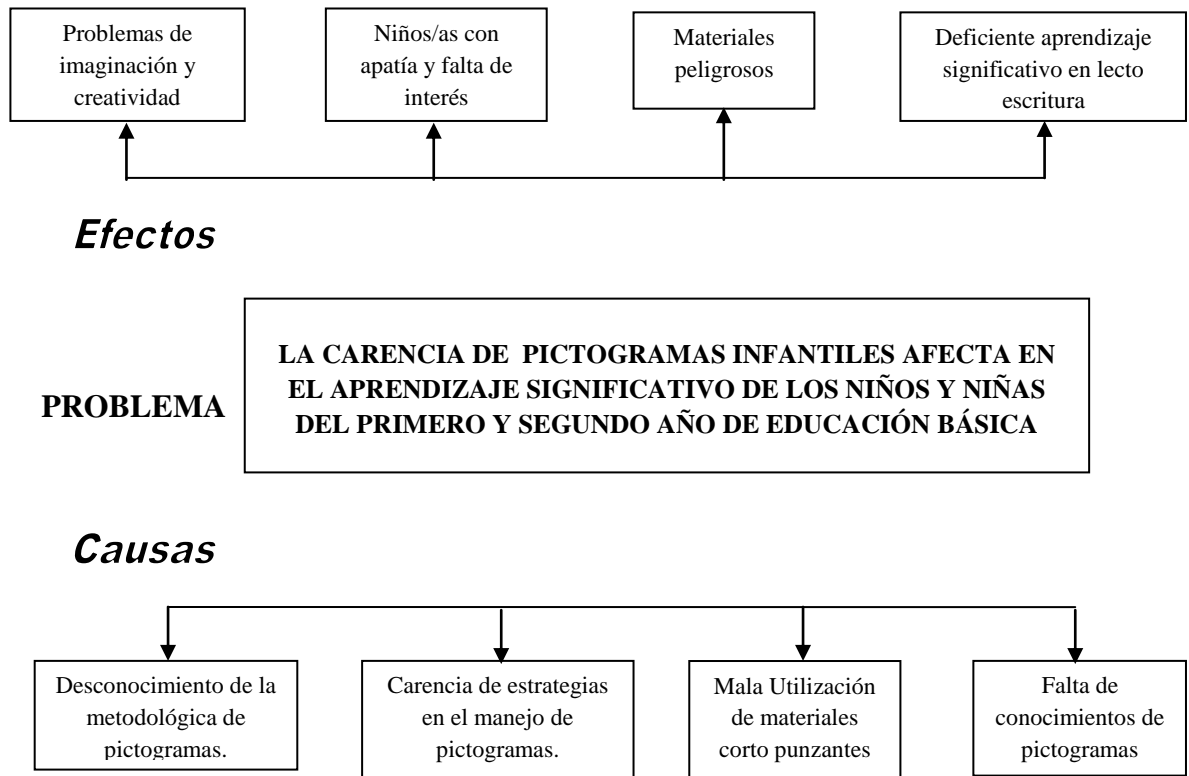 Problemas de
imaginación y
creatividad
Niños/as con
apatía y falta de
interés
Materiales
peligrosos
Deficiente aprendizaje
significativo en lecto
escritura
Efectos
PROBLEMA
LA CARENCIA DE PICTOGRAMAS INFANTILES AFECTA EN
EL APRENDIZAJE SIGNIFICATIVO DE LOS NIÑOS Y NIÑAS
DEL PRIMERO Y SEGUNDO AÑO DE EDUCACIÓN BÁSICA
Causas
Desconocimiento de la
metodológica de
pictogramas.
Carencia de estrategias
en el manejo de
pictogramas.
Mala Utilización
de materiales
corto punzantes
Falta de
conocimientos de
pictogramas